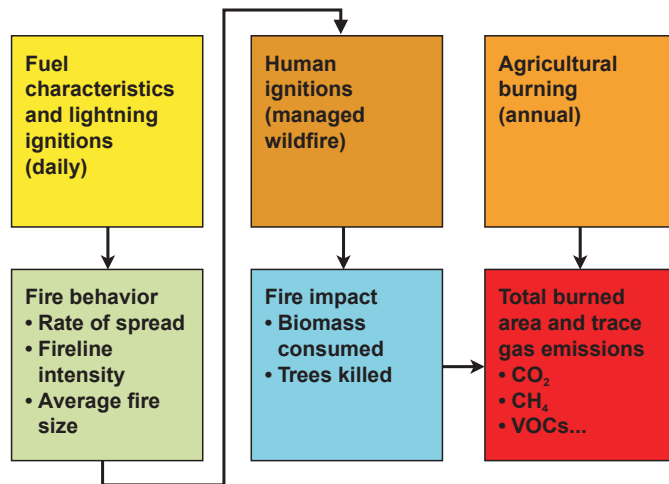 Fuel
characteristics
and lightning
ignitions
(daily)
Human
ignitions
(managed
wildfire)
Agricultural
burning
(annual)
Fire behavior
• Rate of spread
• Fireline
intensity
• Average fire
size
Fire impact
• Biomass
consumed
• Trees killed
Total burned
area and trace
gas emissions
• CO₂
• CH₄
• VOCs...